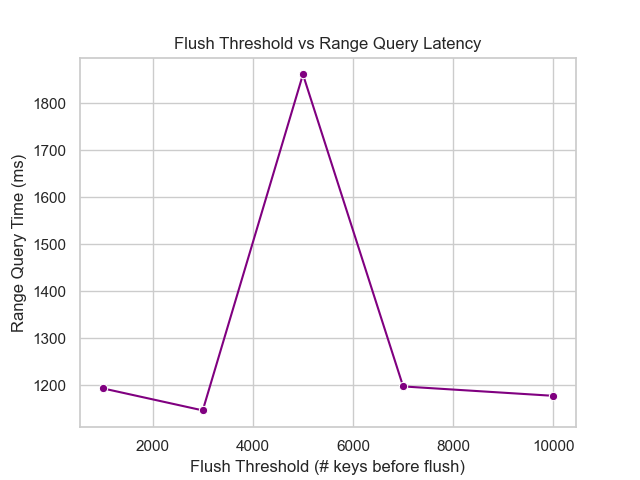 Flush Threshold vs Range Query Latency
Range Query Time (ms)
1800
1700
1600
1500
1400
1300
1200
2000 4000 6000 8000 10000
Flush Threshold (# keys before flush)